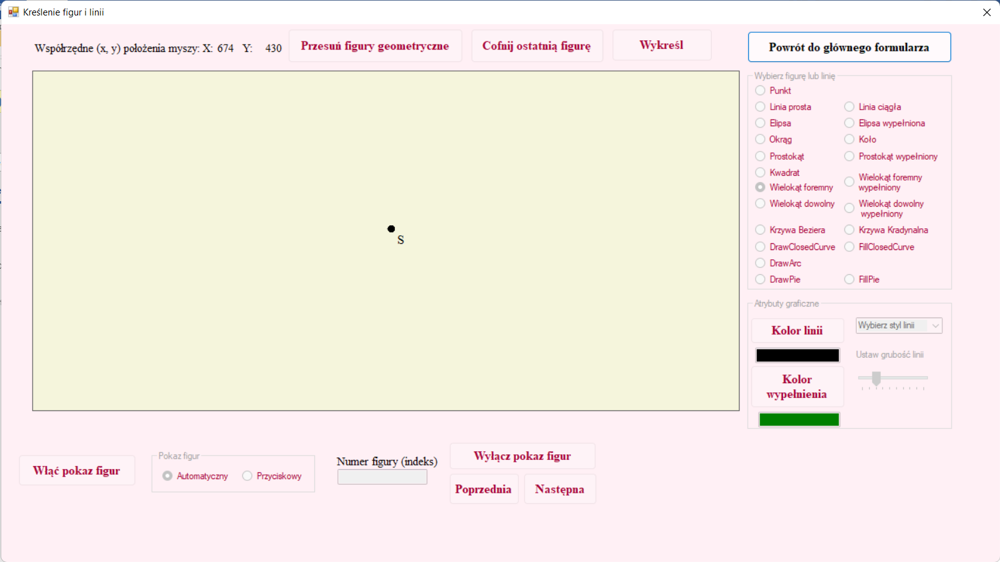 Kreślenie figur i linii
Współrzędne (x, y) położenia myszy: X: 674 Y: 430
Przesuń figury geometryczne
Cofnij ostatnią figurę
Wykreśl
Powrót do głównego formularza
S
Wybierz figurę lub linię
Punkt
Linia prosta
Linia ciągła
Elipsa
Elipsa wypełniona
Okrąg
Koło
Prostokąt
Prostokąt wypełniony
Kwadrat
Wielokąt foremny
Wielokąt foremny
wypełniony
Wielokąt dowolny
Wielokąt dowolny
wypełniony
Krzywa Beziera
Krzywa Kradynalna
DrawClosedCurve
FillClosedCurve
DrawArc
DrawPie
FillPie
Atrybuty graficzne
Kolor linii
Wybierz styl linii
Ustaw grubość linii
Kolor
wypełnienia
Włąć pokaz figur
Pokaz figur
Automatyczny
Przyciskowy
Numer figury (indeks)
Wyłącz pokaz figur
Poprzednia
Następna